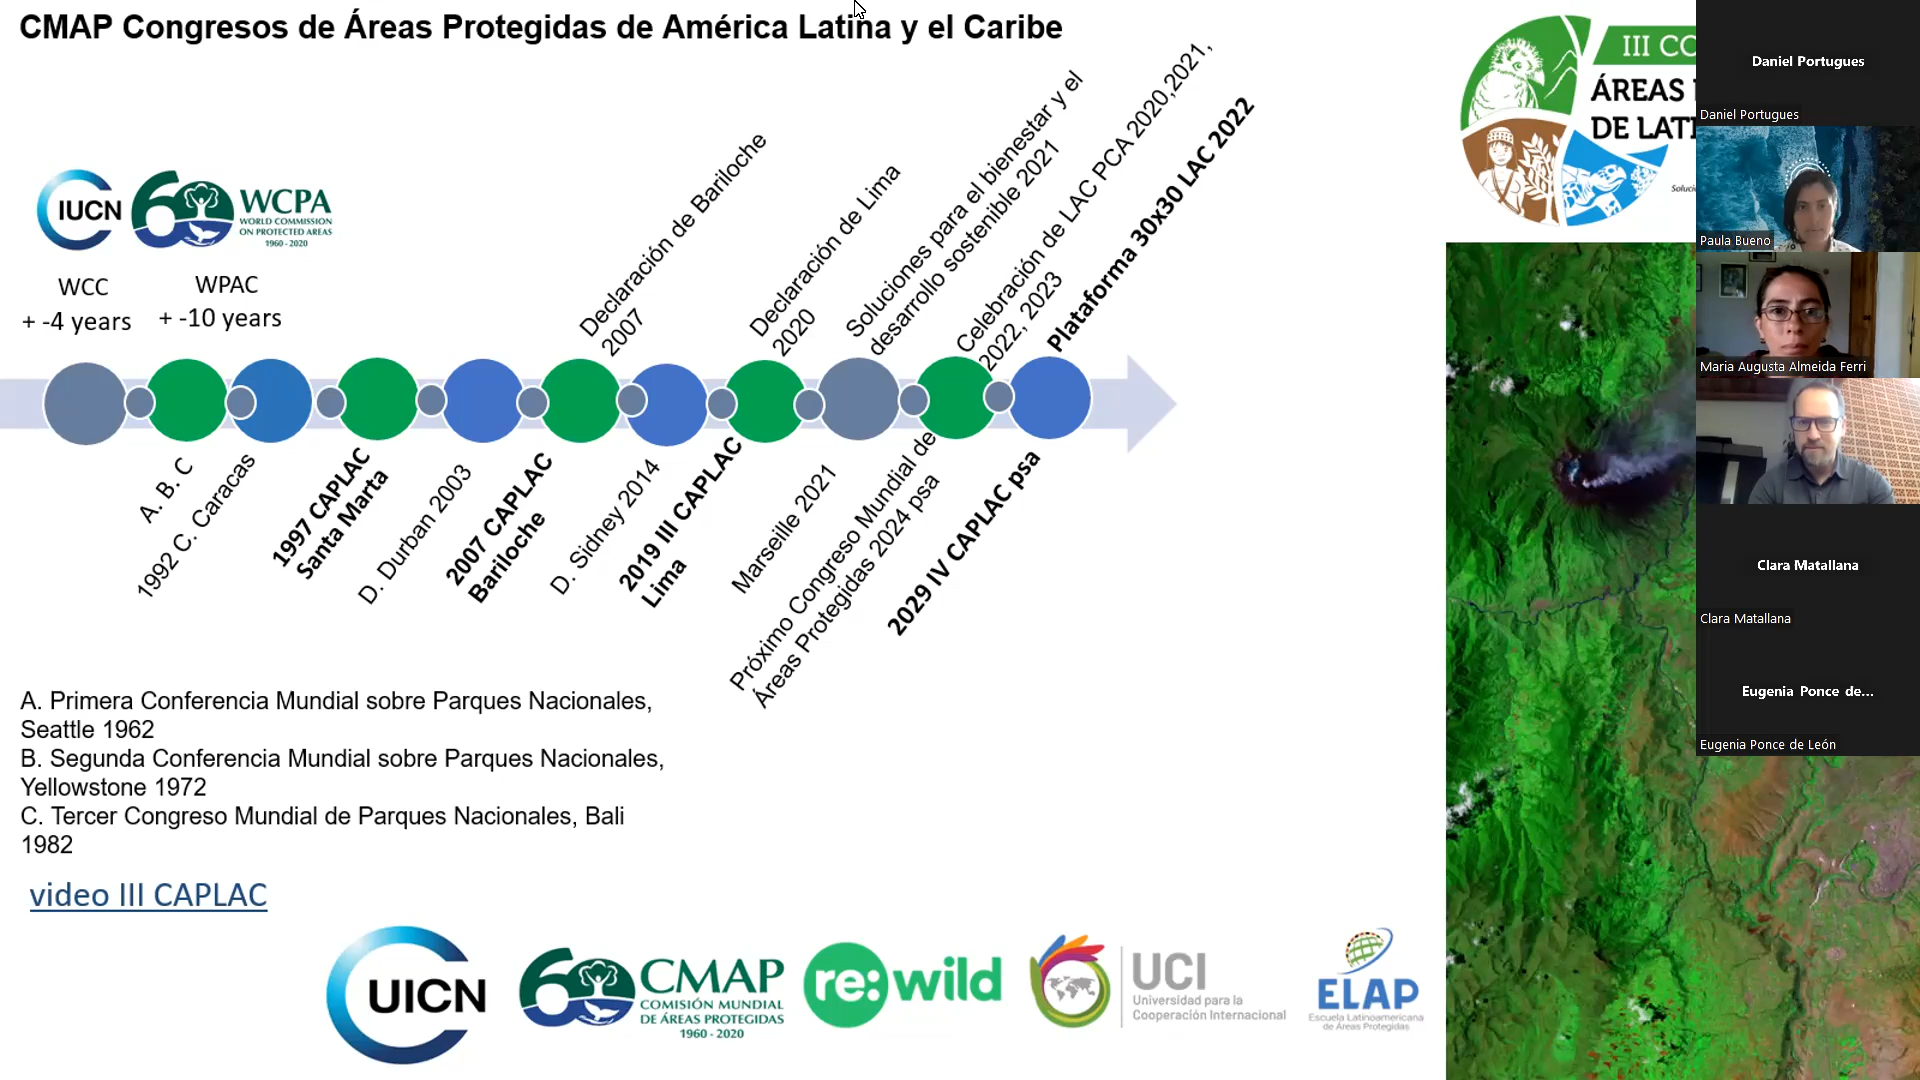 CMAP Congresos de Áreas Protegidas de América Latina y el Caribe
IUCN
60
WCPA
WORLD COMMISSION
ON PROTECTED AREAS
1960 - 2020
WCC
+ -4 years
WPAC
+ -10 years
Declaración de Bariloche
2007
Declaración de Lima
2020
Soluciones para el bienestar y el
desarrollo sostenible 2021
Celebración de LAC PCA 2020,2021,
2022, 2023
Plataforma 30x30 LAC 2022
A. B. C
1992 C. Caracas
1997 CAPLAC
Santa Marta
D. Durban 2003
2007 CAPLAC
Bariloche
D. Sidney 2014
2019 III CAPLAC
Lima
Marseille 2021
Próximo Congreso Mundial de
Áreas Protegidas 2024 psa
2029 IV CAPLAC psa
A. Primera Conferencia Mundial sobre Parques Nacionales,
Seattle 1962
B. Segunda Conferencia Mundial sobre Parques Nacionales,
Yellowstone 1972
C. Tercer Congreso Mundial de Parques Nacionales, Bali
1982
video III CAPLAC
UICN
60
CMAP
COMISIÓN MUNDIAL
DE ÁREAS PROTEGIDAS
1960 - 2020
re:wild
UCI
Universidad para la
Cooperación Internacional
ELAP
Escuela Latinoamericana
de Áreas Protegidas
III CO
ÁREAS
DE LATI
Daniel Portugues
Daniel Portugues
Paula Bueno
Maria Augusta Almeida Ferri
Clara Matallana
Clara Matallana
Eugenia Ponce de...
Eugenia Ponce de León